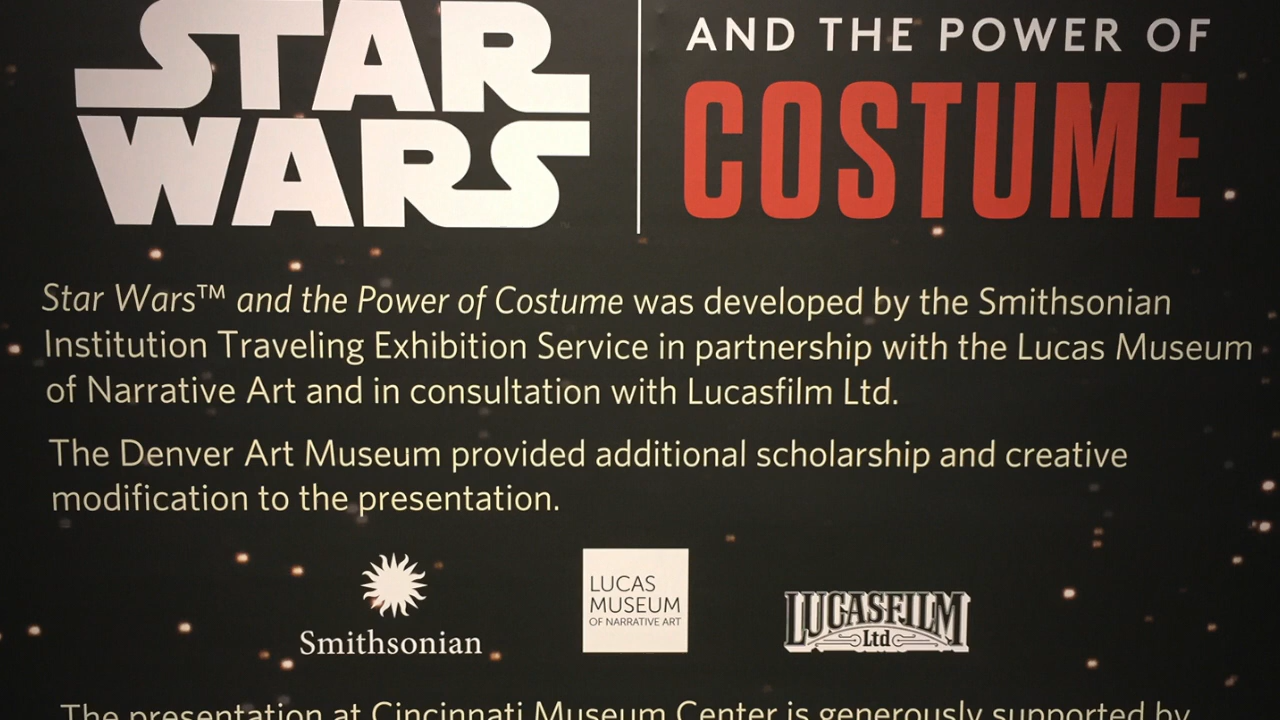 STAR
WARS
AND THE POWER OF
COSTUME
Star Wars™ and the Power of Costume was developed by the Smithsonian
Institution Traveling Exhibition Service in partnership with the Lucas Museum
of Narrative Art and in consultation with Lucasfilm Ltd.
The Denver Art Museum provided additional scholarship and creative
modification to the presentation.
Smithsonian
LUCAS
MUSEUM
OF NARRATIVE ART
LUCASFILM
Ltd
The presentation at Cincinnati Museum Center is generously supported by